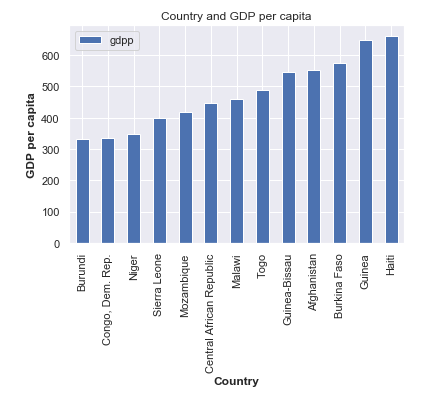 Country and GDP per capita
gdpp
GDP per capita
600
500
400
300
200
100
0
Burundi
Congo, Dem. Rep.
Niger
Sierra Leone
Mozambique
Central African Republic
Malawi
Togo
Guinea-Bissau
Afghanistan
Burkina Faso
Guinea
Haiti
Country